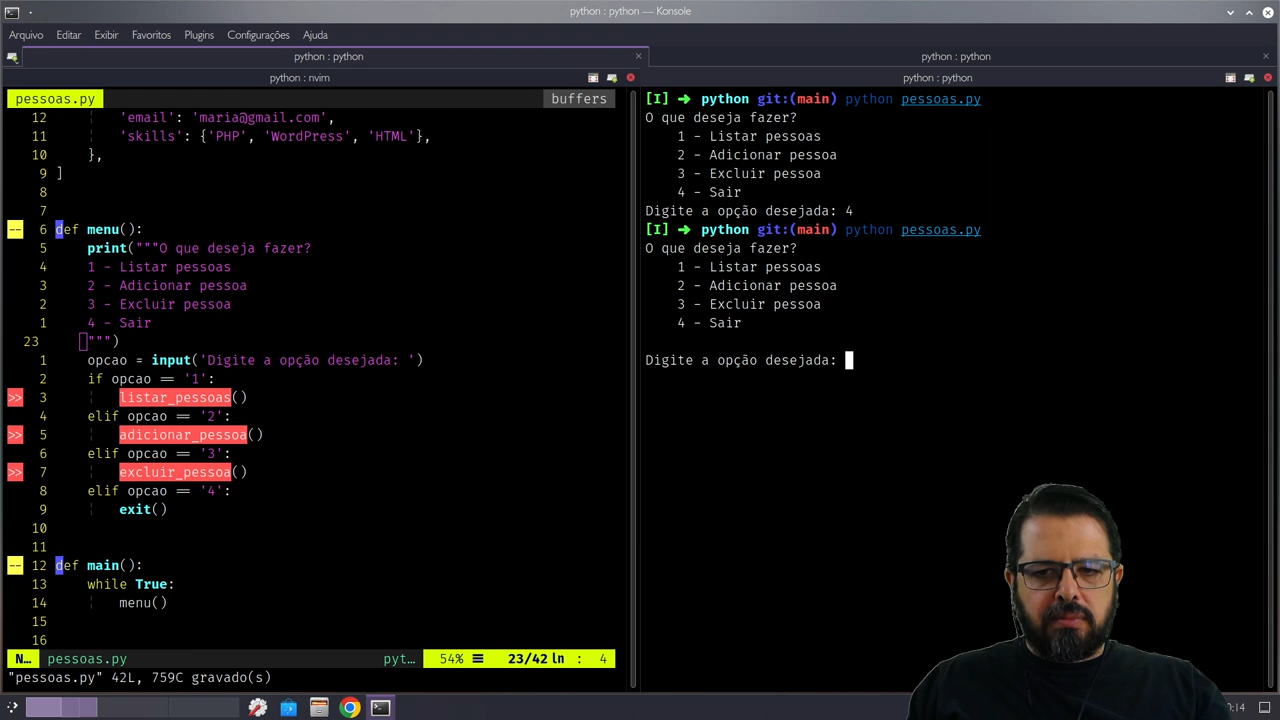 python : python — Konsole
Arquivo Editar Exibir Favoritos Plugins Configurações Ajuda
python : python
python : python
python : nvim
python : python
pessoas.py
buffers
12 'email': 'maria@gmail.com',
11 'skills': {'PHP', 'WordPress', 'HTML'},
10 },
9 ]
8
7
-- 6 def menu():
5 print("""O que deseja fazer?
4 1 - Listar pessoas
3 2 - Adicionar pessoa
2 3 - Excluir pessoa
1 4 - Sair
23 """)
1 opcao = input('Digite a opção desejada: ')
2 if opcao == '1':
>> 3 listar_pessoas()
4 elif opcao == '2':
>> 5 adicionar_pessoa()
6 elif opcao == '3':
>> 7 excluir_pessoa()
8 elif opcao == '4':
9 exit()
10
11
-- 12 def main():
13 while True:
14 menu()
15
16
N… pessoas.py pyt… 54% ☰ 23/42 ln : 4
"pessoas.py" 42L, 759C gravado(s)
[I] ➜ python git:(main) python pessoas.py
O que deseja fazer?
1 - Listar pessoas
2 - Adicionar pessoa
3 - Excluir pessoa
4 - Sair
Digite a opção desejada: 4
[I] ➜ python git:(main) python pessoas.py
O que deseja fazer?
1 - Listar pessoas
2 - Adicionar pessoa
3 - Excluir pessoa
4 - Sair
Digite a opção desejada: